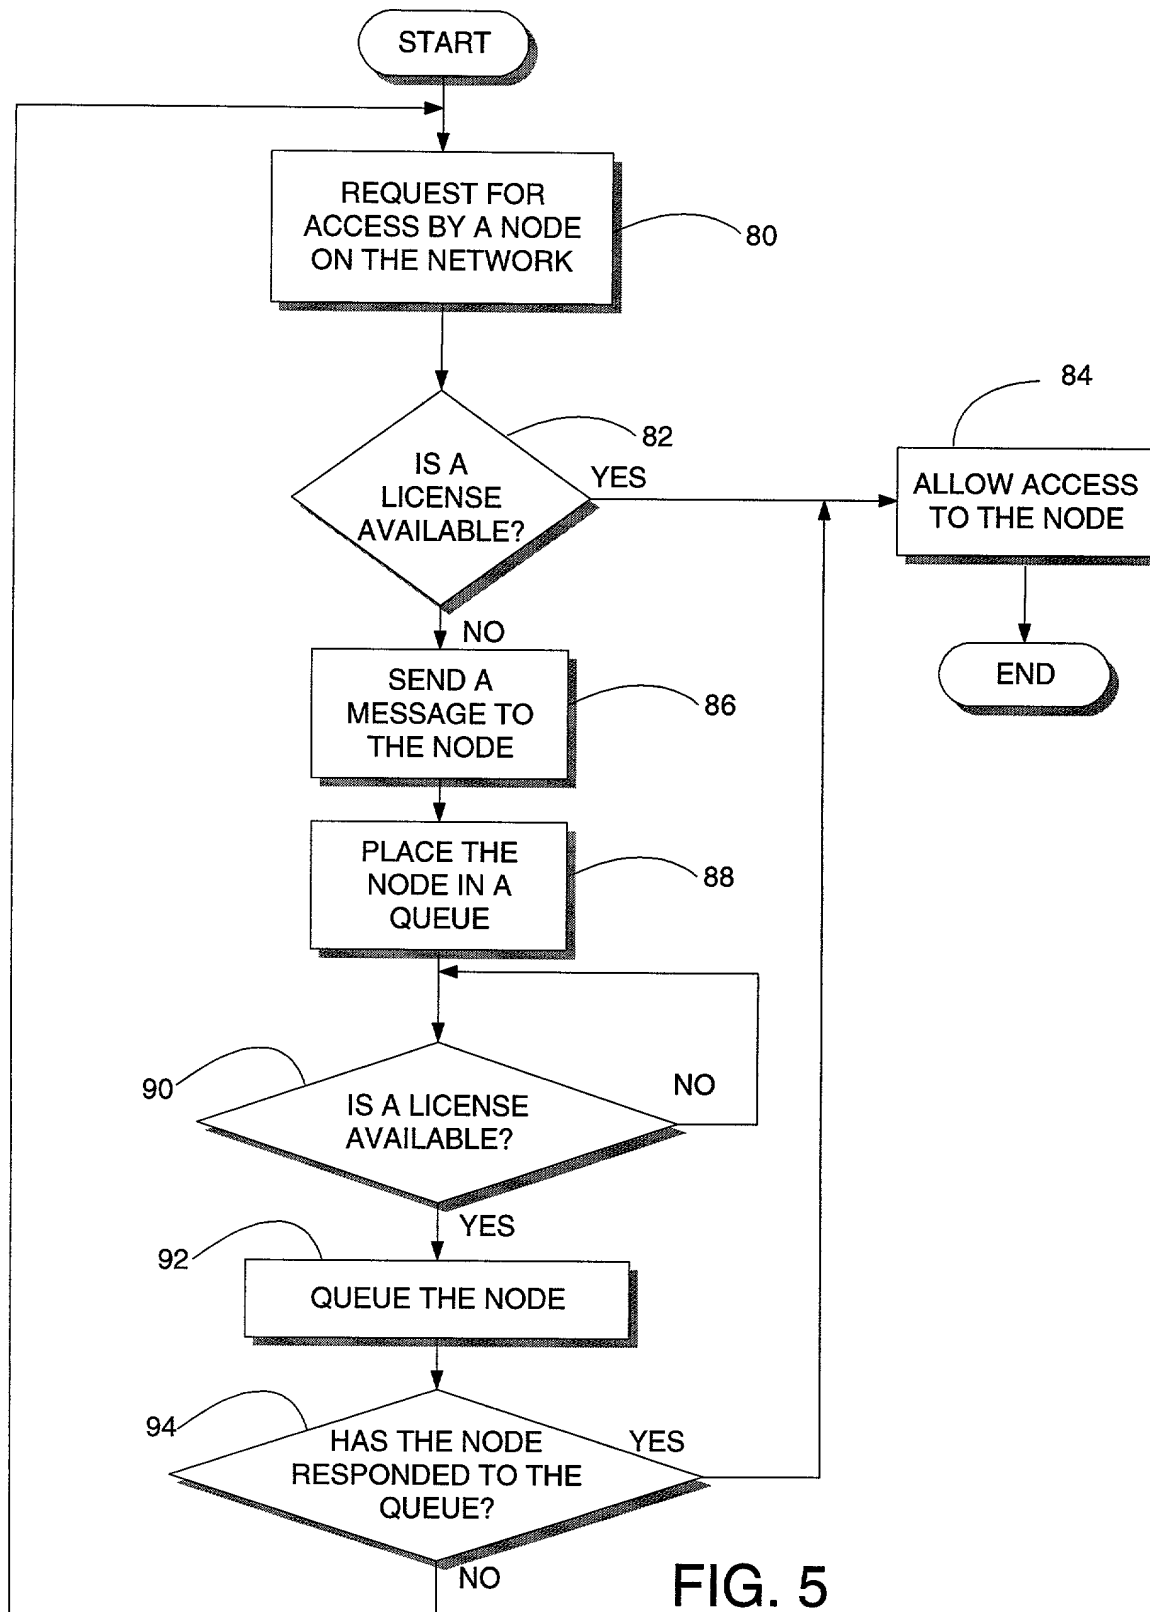 START
REQUEST FOR
ACCESS BY A NODE
ON THE NETWORK
80
84
82
IS A
LICENSE
AVAILABLE?
YES
ALLOW ACCESS
TO THE NODE
NO
END
SEND A
MESSAGE TO
THE NODE
86
PLACE THE
NODE IN A
QUEUE
88
90
IS A LICENSE
AVAILABLE?
NO
YES
92
QUEUE THE NODE
94
HAS THE NODE
RESPONDED TO THE
QUEUE?
YES
NO
FIG. 5